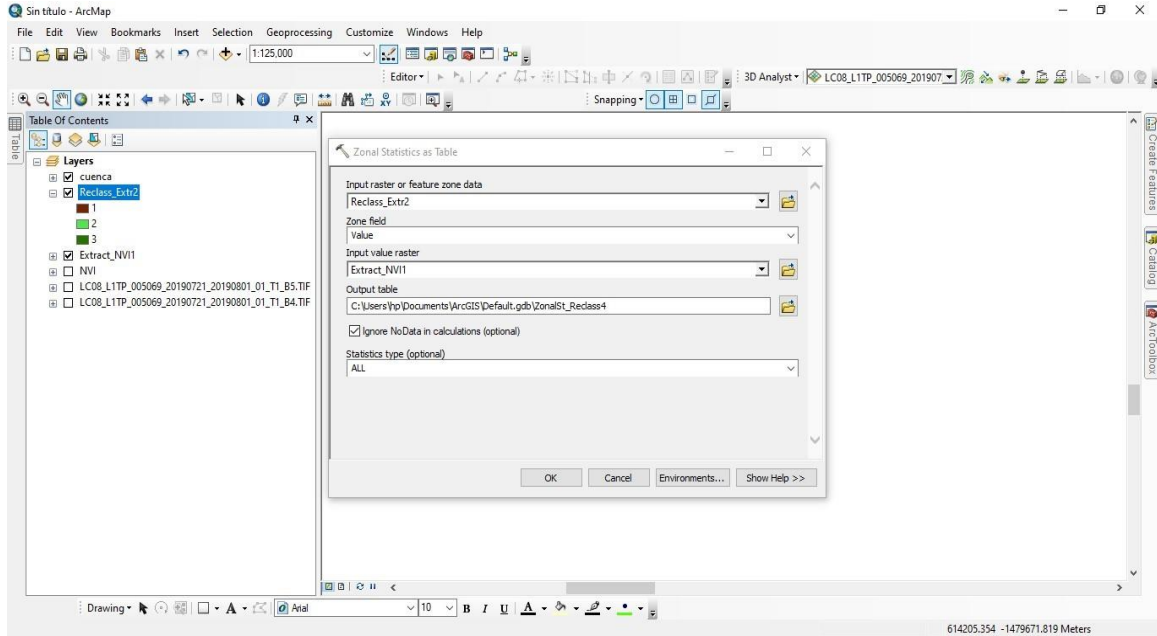 Sin título - ArcMap
File Edit View Bookmarks Insert Selection Geoprocessing Customize Windows Help
1:125,000
Editor
3D Analyst
LC08_L1TP_005069_201907
Snapping
Table Of Contents
Table
Layers
cuenca
Reclass_Extr2
1
2
3
Extract_NVI1
NVI
LC08_L1TP_005069_20190721_20190801_01_T1_B5.TIF
LC08_L1TP_005069_20190721_20190801_01_T1_B4.TIF
Zonal Statistics as Table
Input raster or feature zone data
Reclass_Extr2
Zone field
Value
Input value raster
Extract_NVI1
Output table
C:\Users\hp\Documents\ArcGIS\Default.gdb\ZonalSt_Reclass4
Ignore NoData in calculations (optional)
Statistics type (optional)
ALL
OK Cancel Environments... Show Help >>
Create Features
Catalog
ArcToolbox
Drawing
A
Arial
10
B I U A
614205.354 -1479671.819 Meters